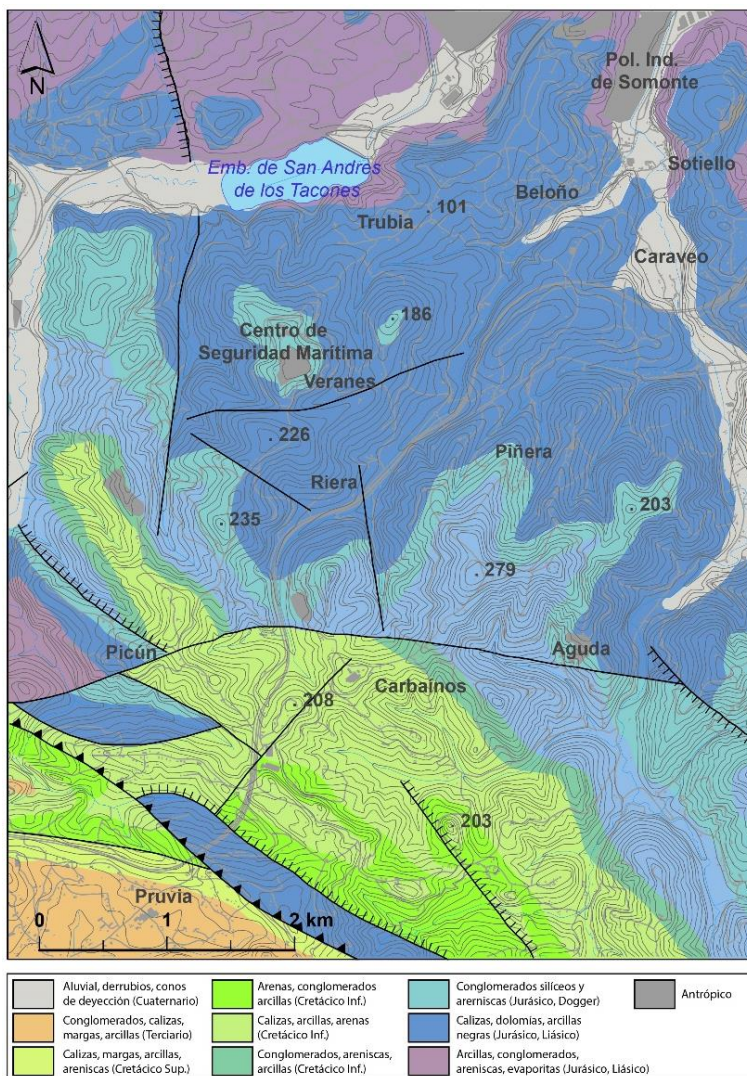 N
Pol. Ind.
de Somonte
Emb. de San Andres
de los Tacones
Sotiello
Beloño
101
Trubia
Caraveo
186
Centro de
Seguridad Marítima
Veranes
226
Piñera
Riera
203
235
279
Picún
Aguda
Carbaínos
208
203
Pruvia
0 1 2 km
Aluvial, derrubios, conos
de deyección (Cuaternario)
Conglomerados, calizas,
margas, arcillas (Terciario)
Calizas, margas, arcillas,
areniscas (Cretácico Sup.)
Arenas, conglomerados
arcillas (Cretácico Inf.)
Calizas, arcillas, arenas
(Cretácico Inf.)
Conglomerados, areniscas,
arcillas (Cretácico Inf.)
Conglomerados silíceos y
arerniscas (Jurásico, Dogger)
Calizas, dolomías, arcillas
negras (Jurásico, Liásico)
Arcillas, conglomerados,
areniscas, evaporitas (Jurásico, Liásico)
Antrópico